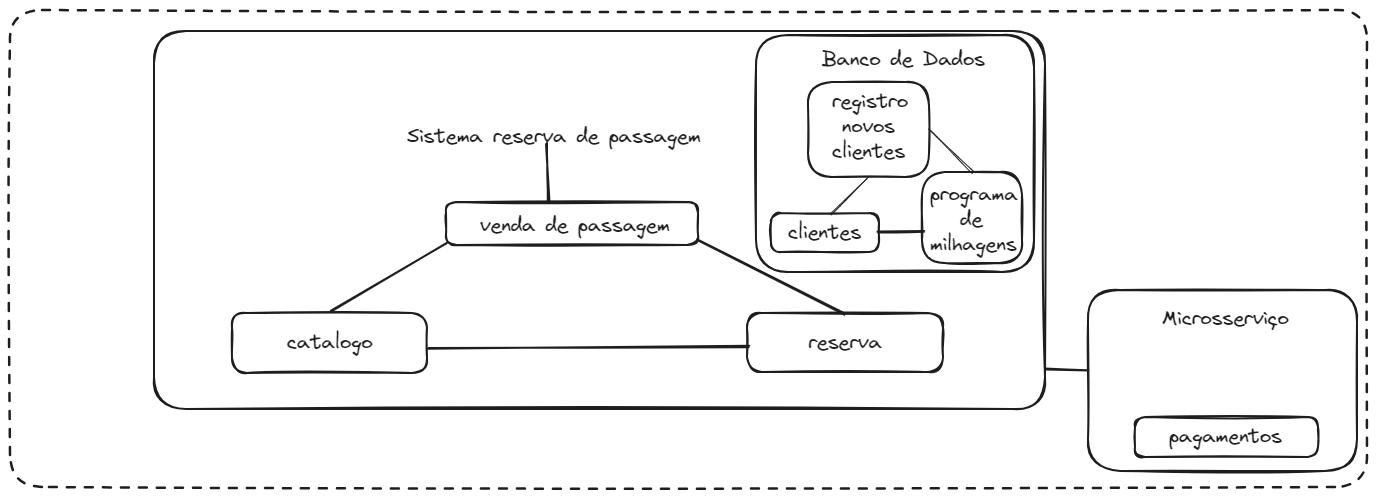 Banco de Dados
registro
novos
clientes
Sistema reserva de passagem
programa
de
milhagens
venda de passagem
clientes
Microsserviço
catalogo
reserva
pagamentos